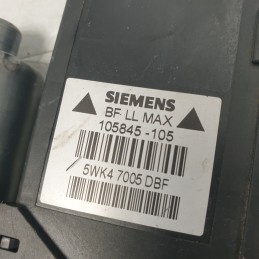 SIEMENS
BF LL MAX
105845-105
5WK4 7005 DBF